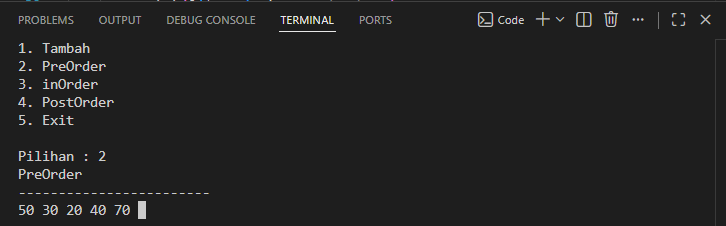 PROBLEMS OUTPUT DEBUG CONSOLE TERMINAL PORTS Code
1. Tambah
2. PreOrder
3. inOrder
4. PostOrder
5. Exit
Pilihan : 2
PreOrder
------------------------
50 30 20 40 70